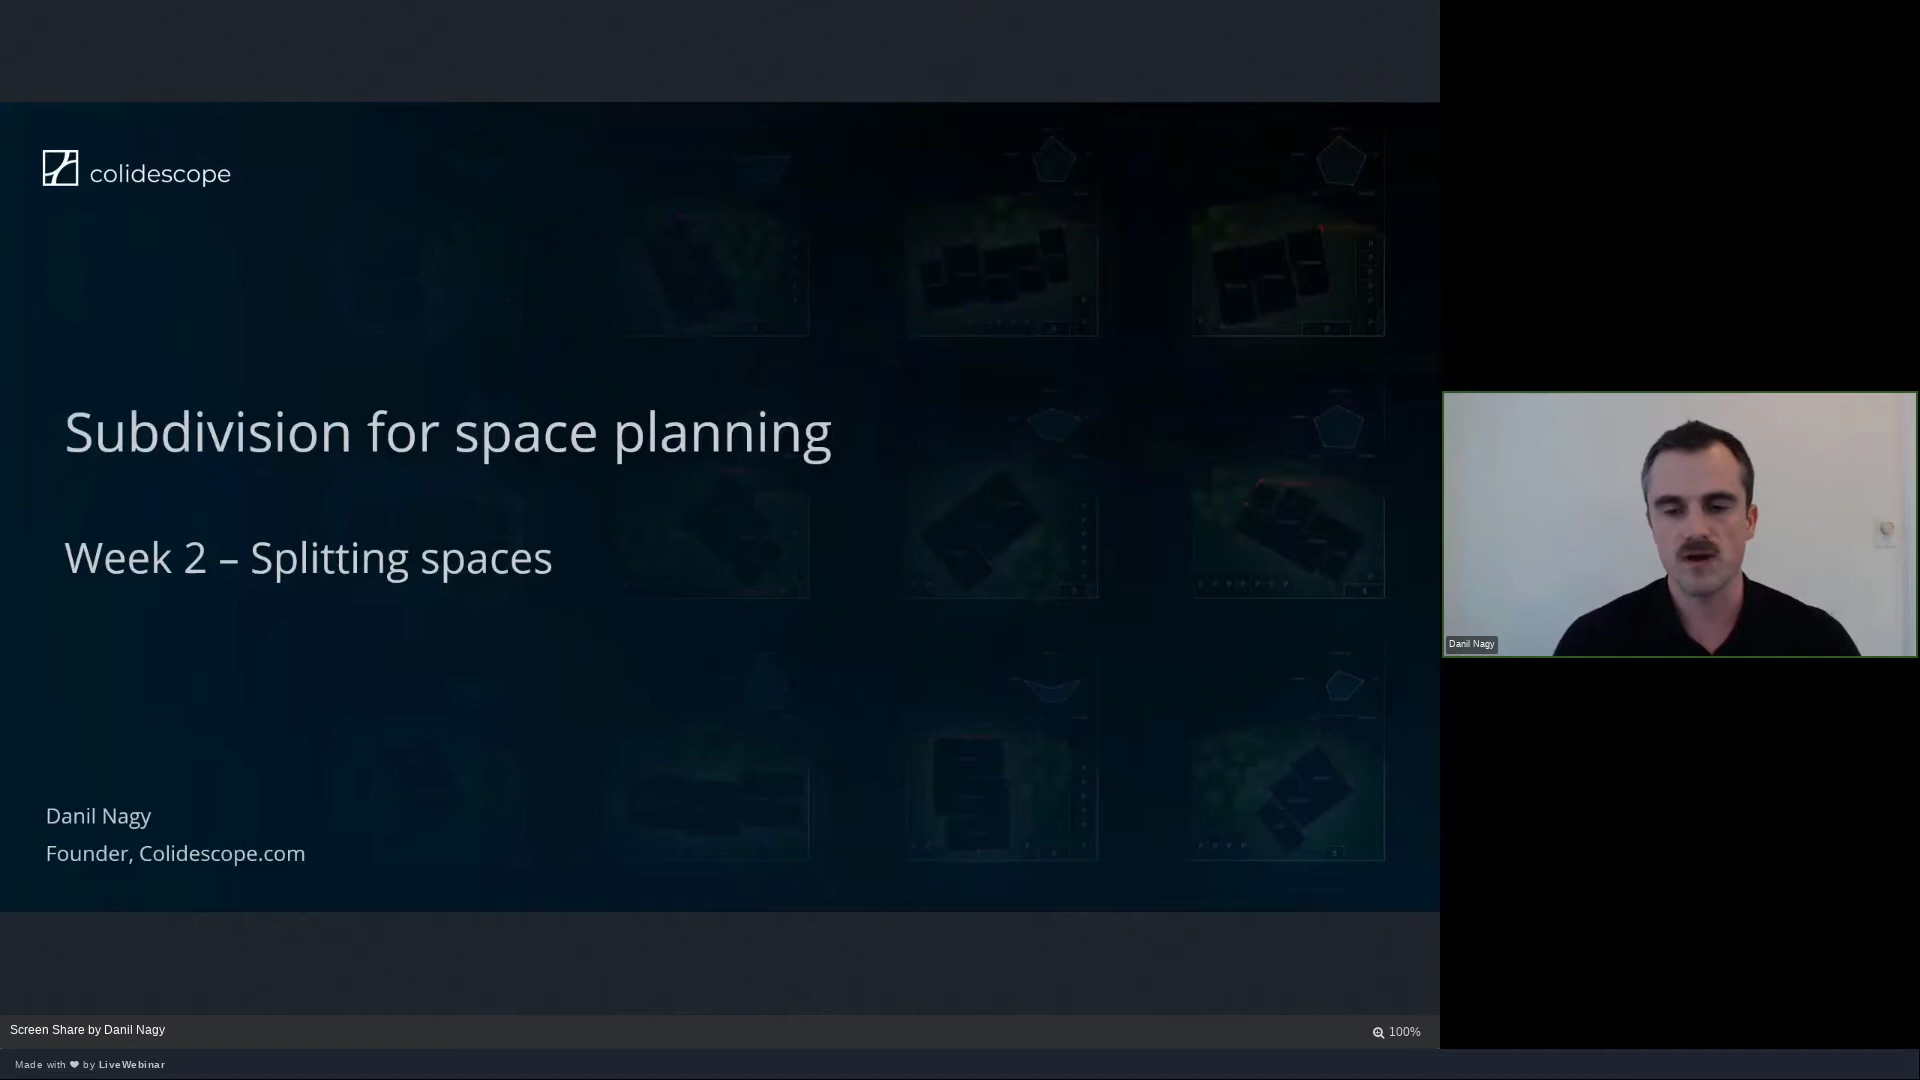 colidescope
Subdivision for space planning
Week 2 – Splitting spaces
Danil Nagy
Founder, Colidescope.com
Danil Nagy
Screen Share by Danil Nagy
100%
Made with ❤ by LiveWebinar